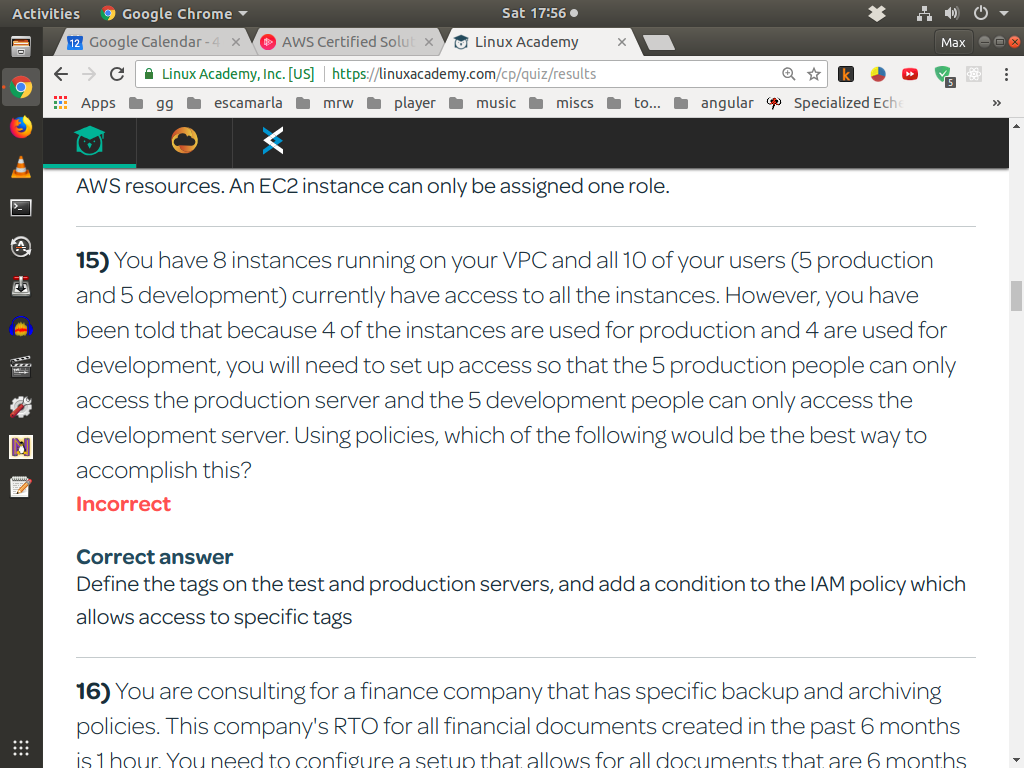 Activities Google Chrome Sat 17:56 
12 Google Calendar - 4 AWS Certified Solut Linux Academy Max
Linux Academy, Inc. [US] https://linuxacademy.com/cp/quiz/results k 5
Apps gg escamarla mrw player music miscs to... angular Specialized Eche »
AWS resources. An EC2 instance can only be assigned one role.
15) You have 8 instances running on your VPC and all 10 of your users (5 production
and 5 development) currently have access to all the instances. However, you have
been told that because 4 of the instances are used for production and 4 are used for
development, you will need to set up access so that the 5 production people can only
access the production server and the 5 development people can only access the
development server. Using policies, which of the following would be the best way to
accomplish this?
Incorrect
Correct answer
Define the tags on the test and production servers, and add a condition to the IAM policy which
allows access to specific tags
16) You are consulting for a finance company that has specific backup and archiving
policies. This company's RTO for all financial documents created in the past 6 months
is 1 hour. You need to configure a setup that allows for all documents that are 6 months